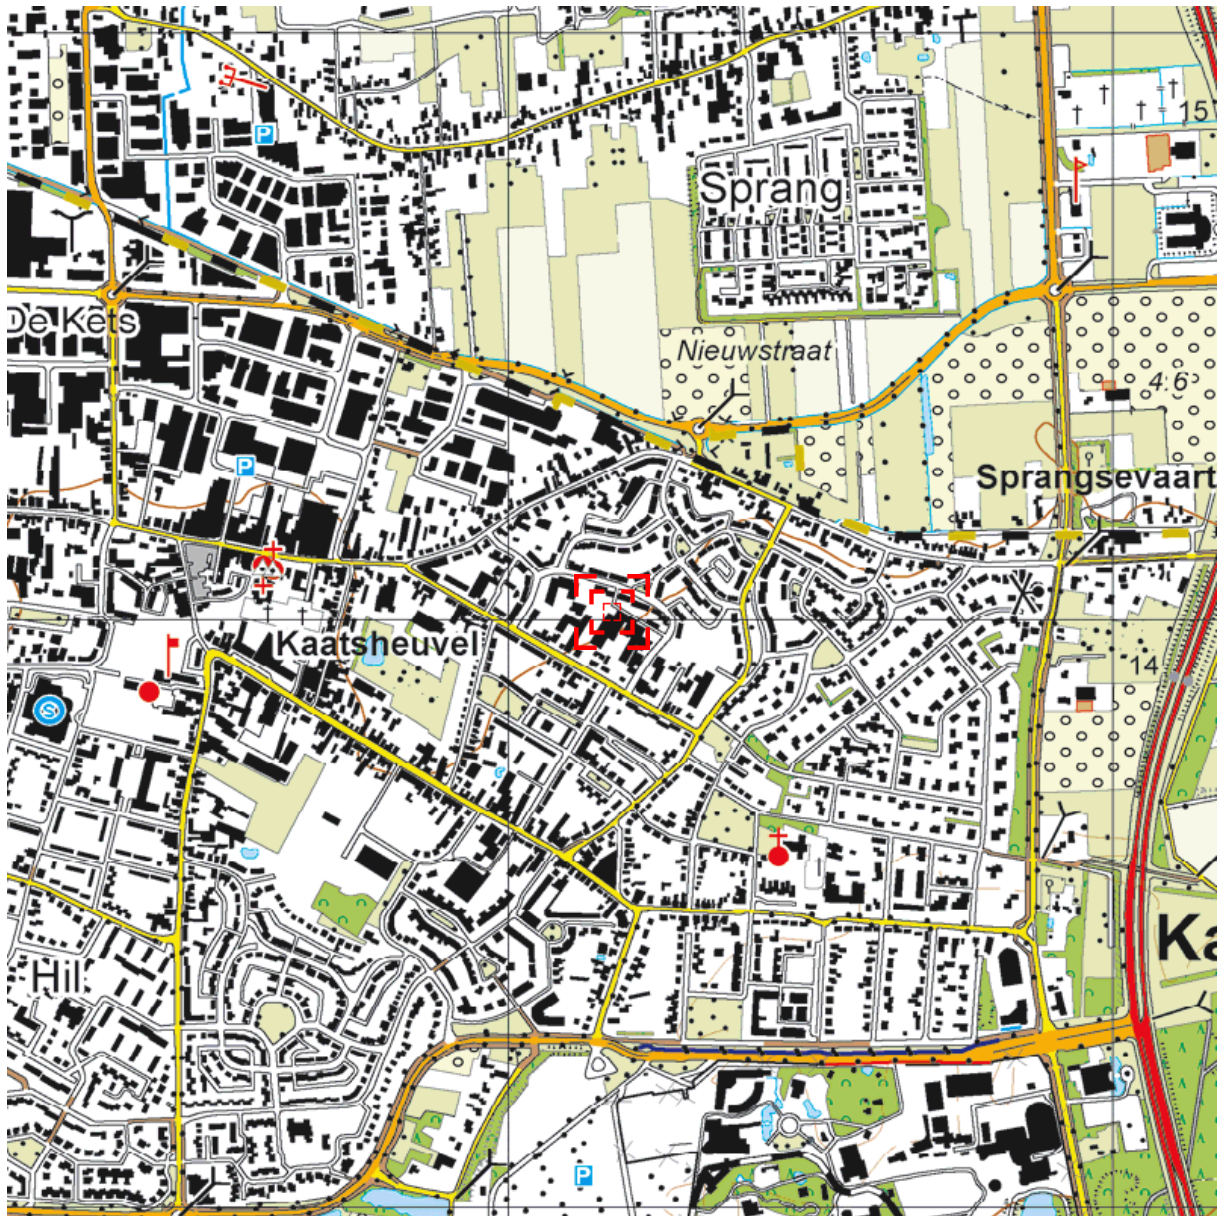 P
15
Sprang
De Kets
Nieuwstraat
4.6
P
Sprangsevaart
Kaatsheuvel
14
S
Ka
Hil
P